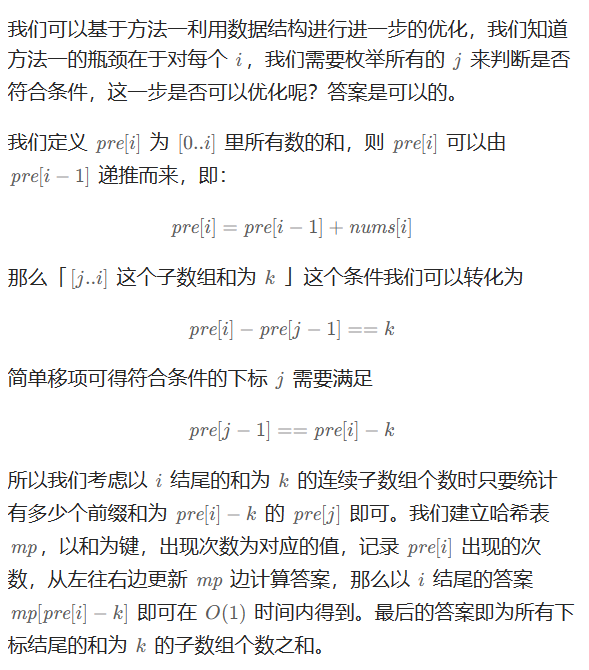 我们可以基于方法一利用数据结构进行进一步的优化，我们知道
方法一的瓶颈在于对每个 i，我们需要枚举所有的 j 来判断是否
符合条件，这一步是否可以优化呢？答案是可以的。
我们定义 pre[i] 为 [0..i] 里所有数的和，则 pre[i] 可以由
pre[i − 1] 递推而来，即：
pre[i] = pre[i − 1] + nums[i]
那么「[j..i] 这个子数组和为 k 」这个条件我们可以转化为
pre[i] − pre[j − 1] == k
简单移项可得符合条件的下标 j 需要满足
pre[j − 1] == pre[i] − k
所以我们考虑以 i 结尾的和为 k 的连续子数组个数时只要统计
有多少个前缀和为 pre[i] − k 的 pre[j] 即可。我们建立哈希表
mp，以和为键，出现次数为对应的值，记录 pre[i] 出现的次
数，从左往右边更新 mp 边计算答案，那么以 i 结尾的答案
mp[pre[i] − k] 即可在 O(1) 时间内得到。最后的答案即为所有下
标结尾的和为 k 的子数组个数之和。